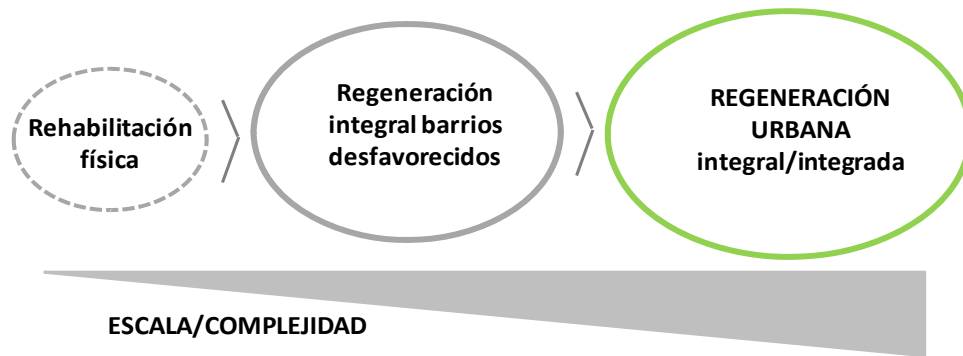 Rehabilitación
física
Regeneración
integral barrios
desfavorecidos
REGENERACIÓN
URBANA
integral/integrada
ESCALA/COMPLEJIDAD